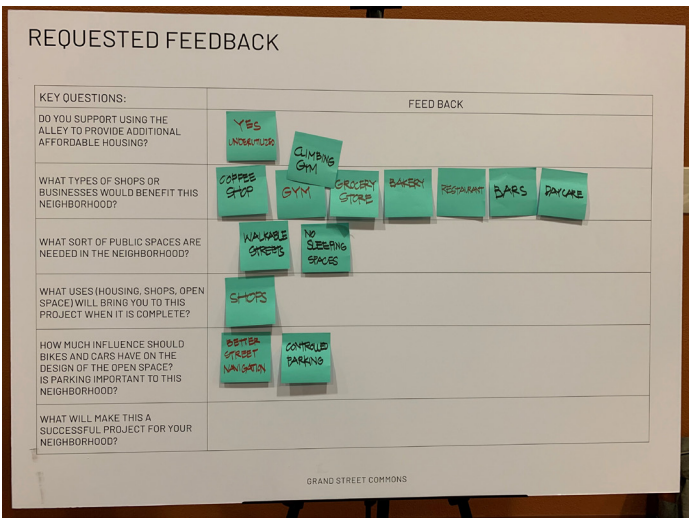 REQUESTED FEEDBACK
KEY QUESTIONS:
FEED BACK
DO YOU SUPPORT USING THE
ALLEY TO PROVIDE ADDITIONAL
AFFORDABLE HOUSING?
YES
UNDERUTILIZED
CLIMBING
GYM
WHAT TYPES OF SHOPS OR
BUSINESSES WOULD BENEFIT THIS
NEIGHBORHOOD?
COFFEE
SHOP
GYM
GROCERY
STORE
BAKERY
RESTAURANT
BARS
DAYCARE
WHAT SORT OF PUBLIC SPACES ARE
NEEDED IN THE NEIGHBORHOOD?
WALKABLE
STREETS
NO
SLEEPING
SPACES
WHAT USES (HOUSING, SHOPS, OPEN
SPACE) WILL BRING YOU TO THIS
PROJECT WHEN IT IS COMPLETE?
SHOPS
HOW MUCH INFLUENCE SHOULD
BIKES AND CARS HAVE ON THE
DESIGN OF THE OPEN SPACE?
IS PARKING IMPORTANT TO THIS
NEIGHBORHOOD?
BETTER
STREET
NAVIGATION
CONTROLLED
PARKING
WHAT WILL MAKE THIS A
SUCCESSFUL PROJECT FOR YOUR
NEIGHBORHOOD?
GRAND STREET COMMONS